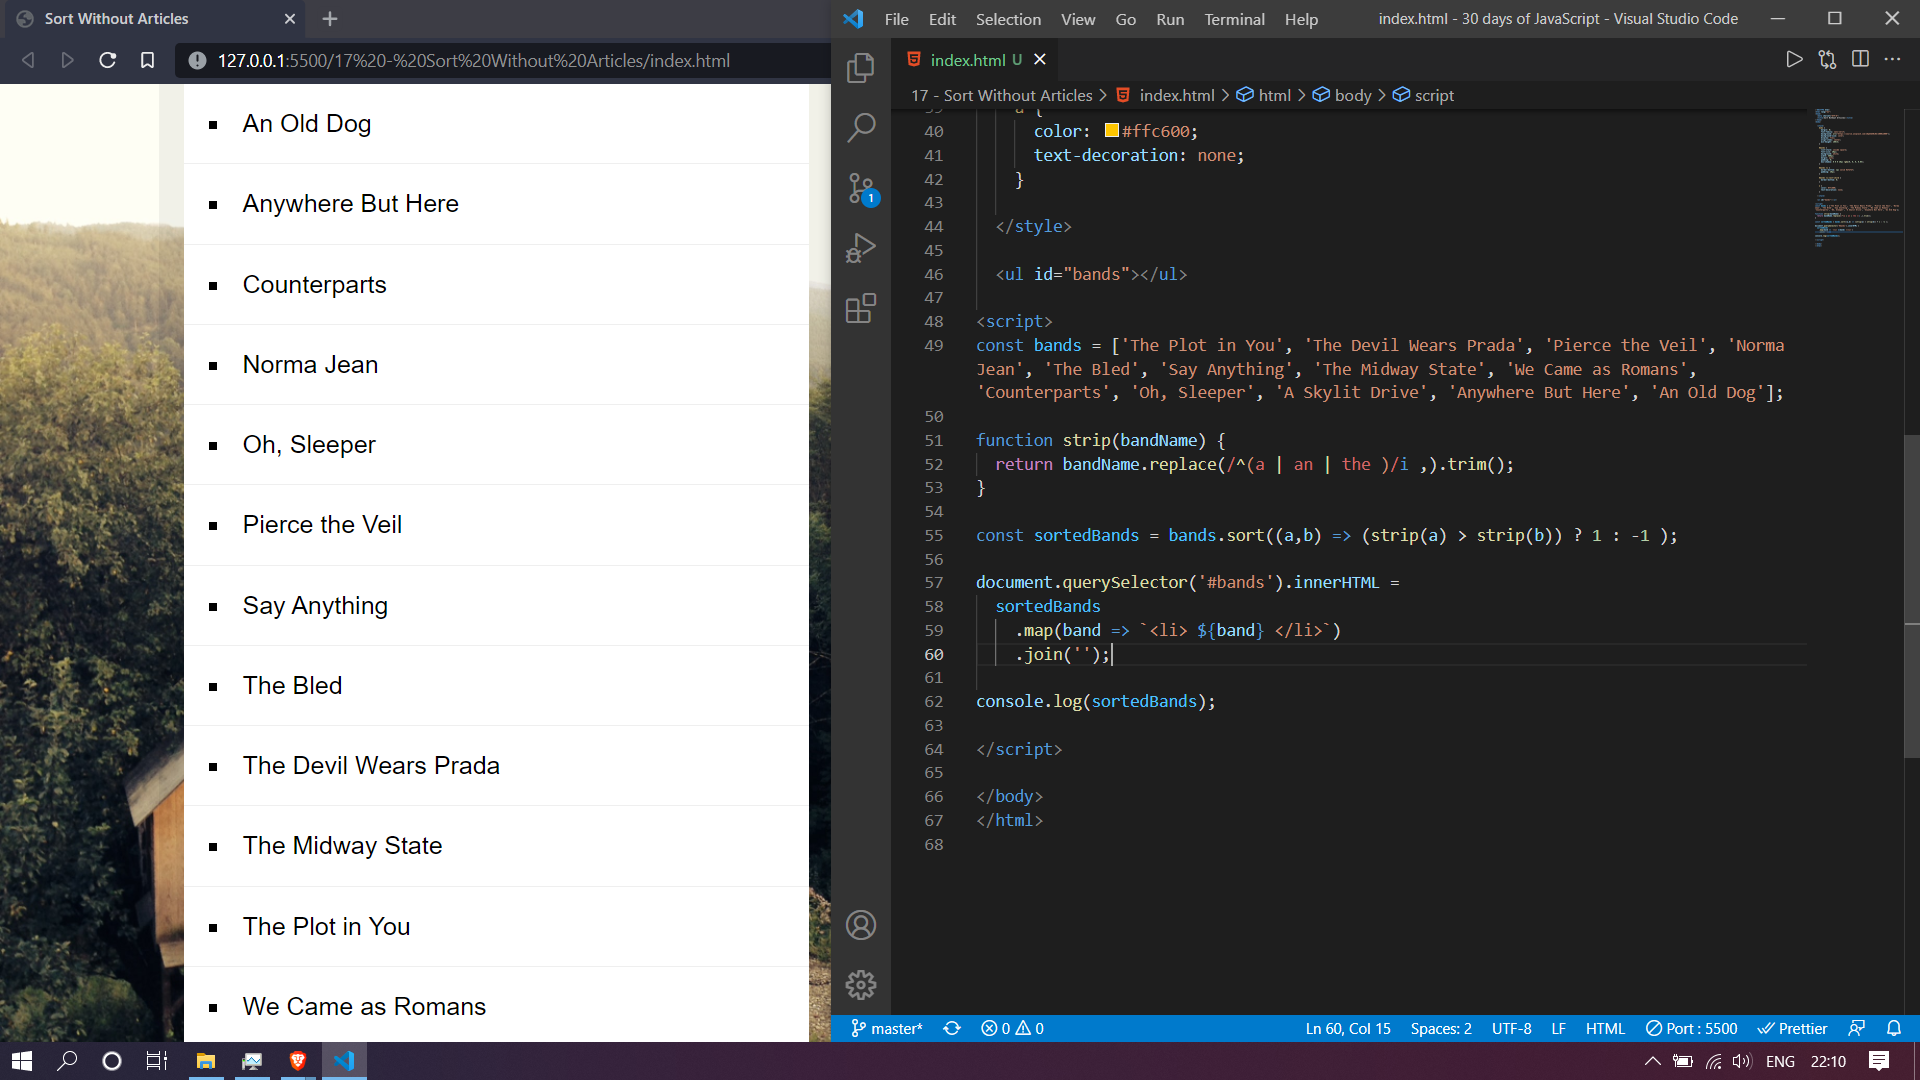 Sort Without Articles
127.0.0.1:5500/17%20-%20Sort%20Without%20Articles/index.html
An Old Dog
Anywhere But Here
Counterparts
Norma Jean
Oh, Sleeper
Pierce the Veil
Say Anything
The Bled
The Devil Wears Prada
The Midway State
The Plot in You
We Came as Romans
File Edit Selection View Go Run Terminal Help index.html - 30 days of JavaScript - Visual Studio Code
index.html U
17 - Sort Without Articles > index.html > html > body > script
40 color: #ffc600;
41 text-decoration: none;
42 }
43
44 </style>
45
46 <ul id="bands"></ul>
47
48 <script>
49 const bands = ['The Plot in You', 'The Devil Wears Prada', 'Pierce the Veil', 'Norma
Jean', 'The Bled', 'Say Anything', 'The Midway State', 'We Came as Romans',
'Counterparts', 'Oh, Sleeper', 'A Skylit Drive', 'Anywhere But Here', 'An Old Dog'];
50
51 function strip(bandName) {
52 return bandName.replace(/^(a | an | the )/i ,).trim();
53 }
54
55 const sortedBands = bands.sort((a,b) => (strip(a) > strip(b)) ? 1 : -1 );
56
57 document.querySelector('#bands').innerHTML =
58 sortedBands
59 .map(band => `<li> ${band} </li>`)
60 .join('');
61
62 console.log(sortedBands);
63
64 </script>
65
66 </body>
67 </html>
68
1
master* 0 0 Ln 60, Col 15 Spaces: 2 UTF-8 LF HTML Port : 5500 Prettier
ENG 22:10